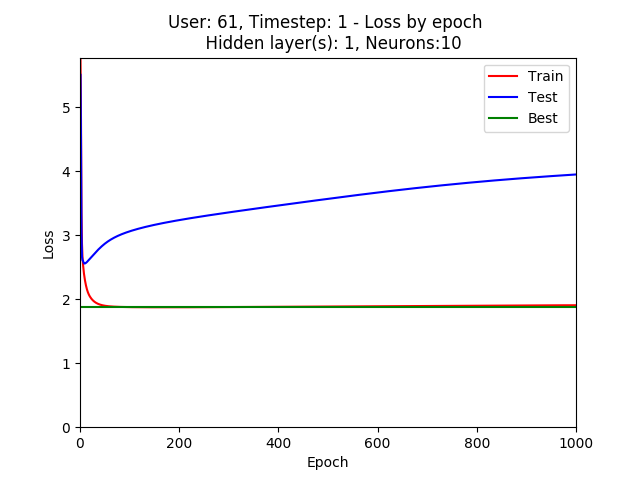 User: 61, Timestep: 1 - Loss by epoch
Hidden layer(s): 1, Neurons:10
Train
Test
Best
5
4
3
2
1
0
Loss
0
200
400
600
800
1000
Epoch